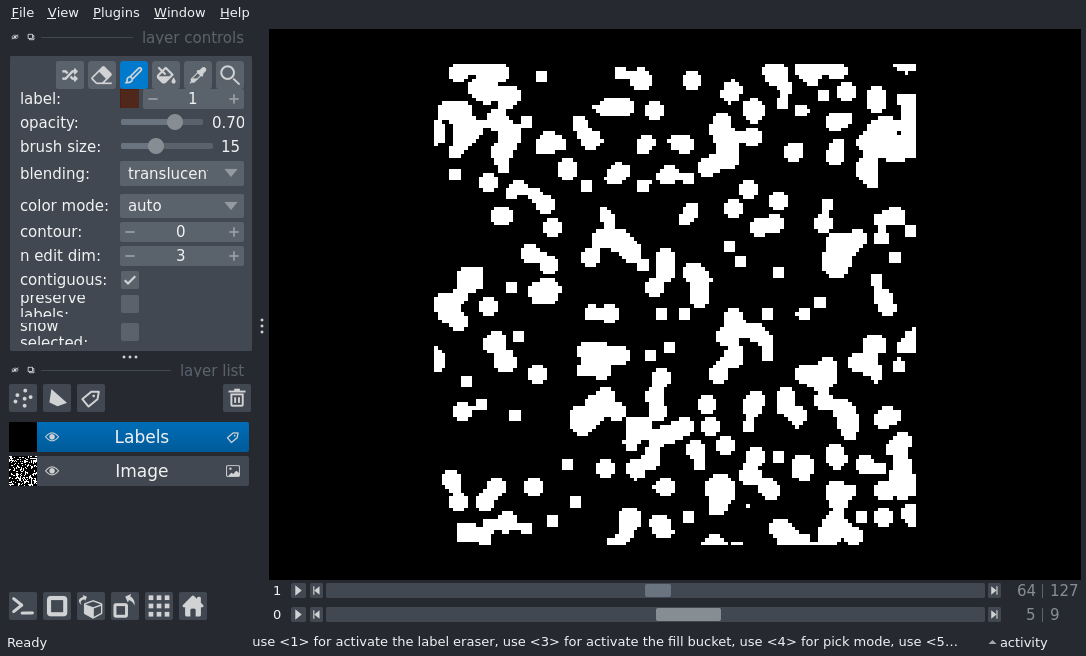 File View Plugins Window Help
layer controls
label: 1
opacity: 0.70
brush size: 15
blending: translucen
color mode: auto
contour: 0
n edit dim: 3
contiguous:
preserve
labels:
show
selected:
layer list
Labels
Image
1 64 127
0 5 9
Ready use <1> for activate the label eraser, use <3> for activate the fill bucket, use <4> for pick mode, use <5... activity